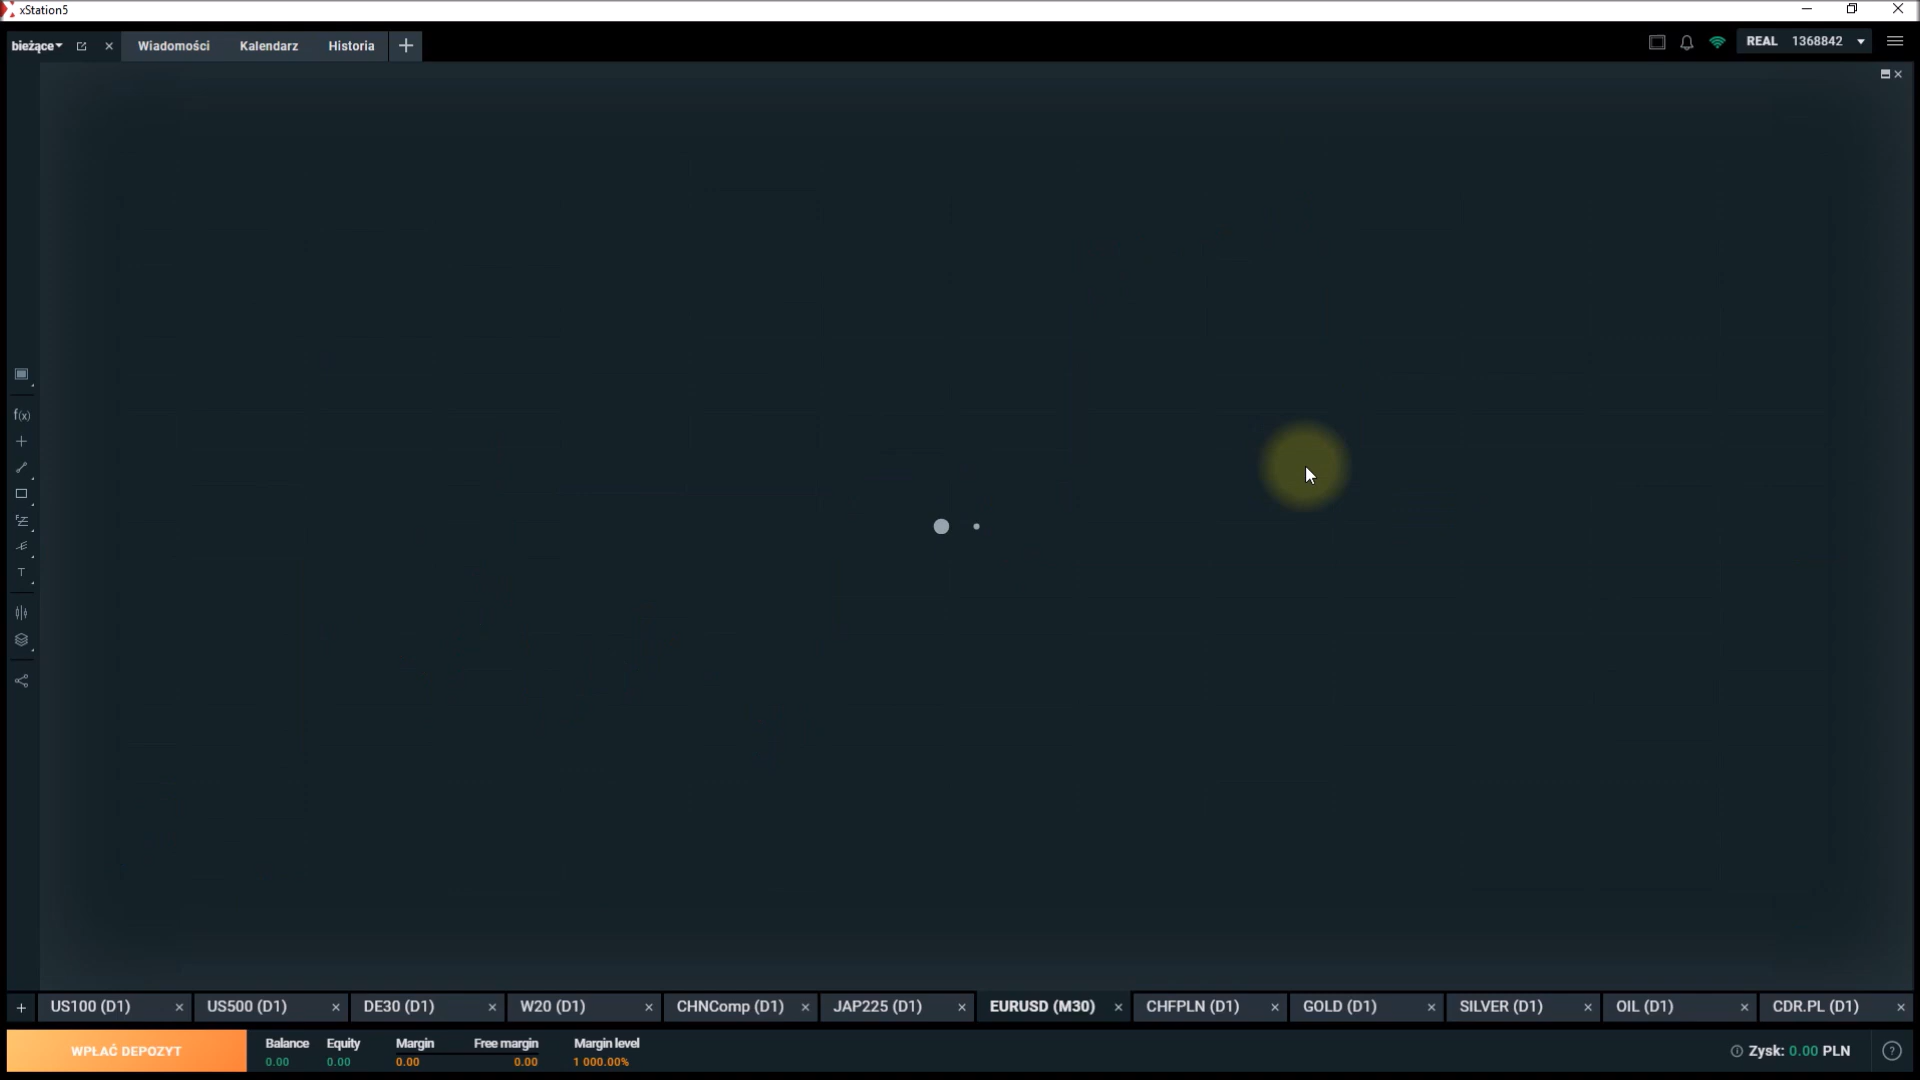 xStation5
bieżące
Wiadomości
Kalendarz
Historia
REAL 1368842
f(x)
T
US100 (D1)
US500 (D1)
DE30 (D1)
W20 (D1)
CHNComp (D1)
JAP225 (D1)
EURUSD (M30)
CHFPLN (D1)
GOLD (D1)
SILVER (D1)
OIL (D1)
CDR.PL (D1)
WPŁAĆ DEPOZYT
Balance Equity Margin Free margin Margin level
0.00 0.00 0.00 0.00 1 000.00%
Zysk: 0.00 PLN